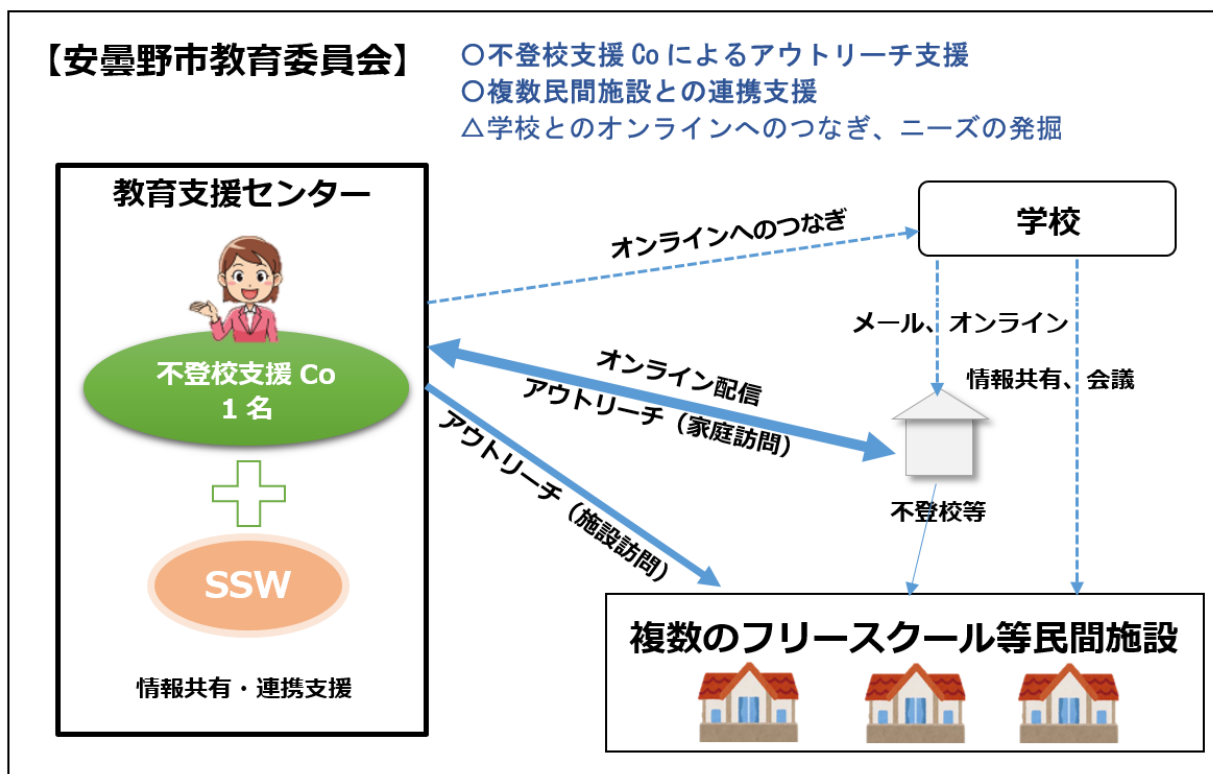 【安曇野市教育委員会】
○不登校支援 Co によるアウトリーチ支援
○複数民間施設との連携支援
△学校とのオンラインへのつなぎ、ニーズの発掘
教育支援センター
不登校支援 Co
1 名
SSW
情報共有・連携支援
オンラインへのつなぎ
学校
メール、オンライン
情報共有、会議
オンライン配信
アウトリーチ（家庭訪問）
アウトリーチ（施設訪問）
不登校等
複数のフリースクール等民間施設